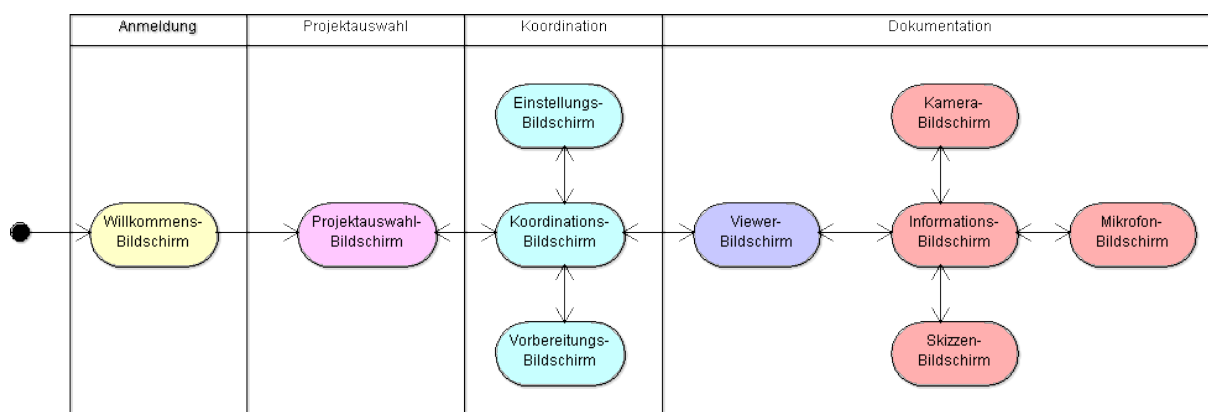 Anmeldung
Projektauswahl
Koordination
Dokumentation
Einstellungs-
Bildschirm
Kamera-
Bildschirm
Willkommens-
Bildschirm
Projektauswahl-
Bildschirm
Koordinations-
Bildschirm
Viewer-
Bildschirm
Informations-
Bildschirm
Mikrofon-
Bildschirm
Vorbereitungs-
Bildschirm
Skizzen-
Bildschirm